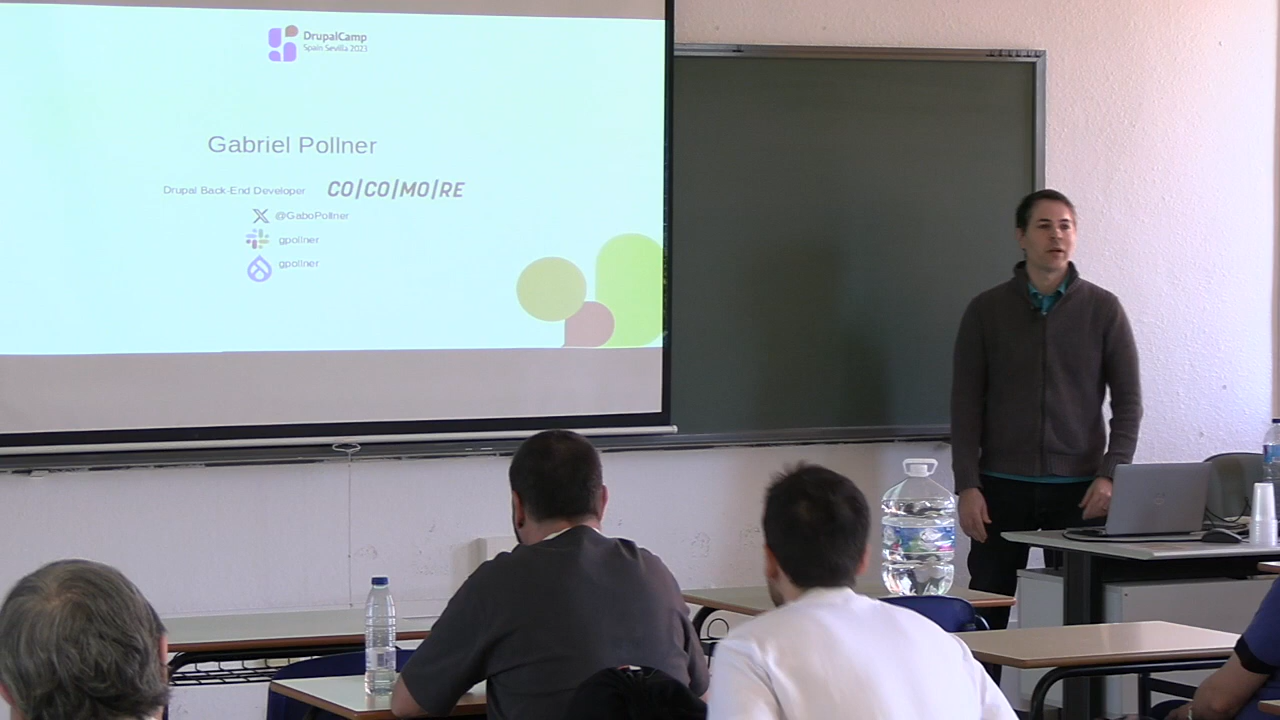 DrupalCamp
Spain Sevilla 2023
Gabriel Pollner
Drupal Back-End Developer CO|CO|MO|RE
@GaboPollner
gpollner
gpollner